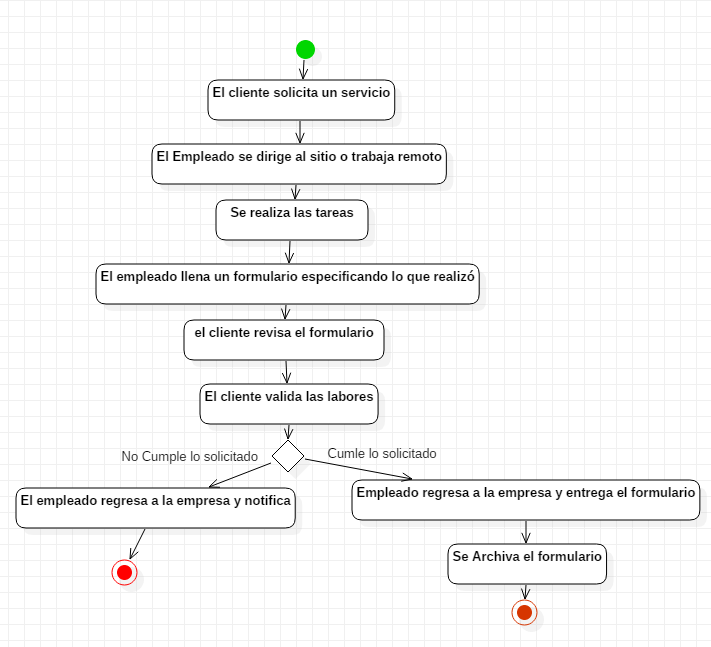 El cliente solicita un servicio
El Empleado se dirige al sitio o trabaja remoto
Se realiza las tareas
El empleado llena un formulario especificando lo que realizó
el cliente revisa el formulario
El cliente valida las labores
No Cumple lo solicitado
Cumle lo solicitado
El empleado regresa a la empresa y notifica
Empleado regresa a la empresa y entrega el formulario
Se Archiva el formulario